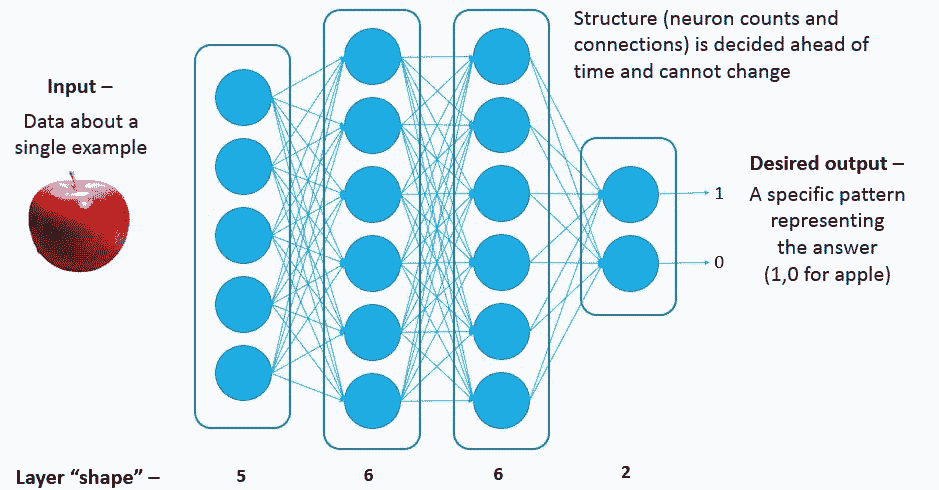 Structure (neuron counts and
connections) is decided ahead of
time and cannot change
Input –
Data about a
single example
Desired output –
A specific pattern
representing
the answer
(1,0 for apple)
1
0
Layer “shape” –
5
6
6
2